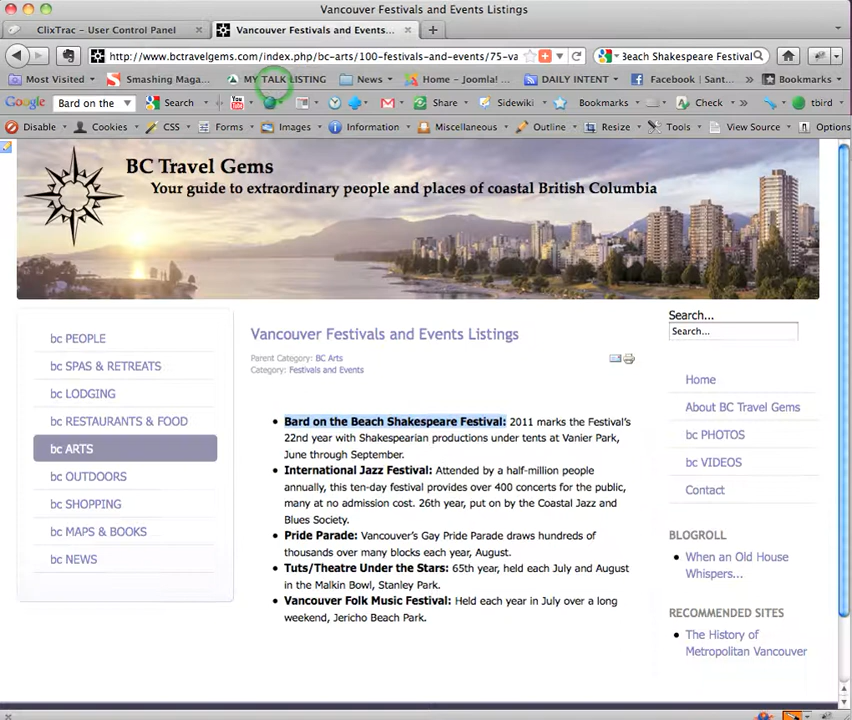 Vancouver Festivals and Events Listings
ClixTrac – User Control Panel
Vancouver Festivals and Events...
http://www.bctravelgems.com/index.php/bc-arts/100-festivals-and-events/75-va
Beach Shakespeare Festival
Most Visited Smashing Maga... MY TALK LISTING News Home – Joomla! ... DAILY INTENT Facebook | Sant... Bookmarks
Google Bard on the Search Share Sidewiki Bookmarks Check tbird
Disable Cookies CSS Forms Images Information Miscellaneous Outline Resize Tools View Source Options
BC Travel Gems
Your guide to extraordinary people and places of coastal British Columbia
bc PEOPLE
bc SPAS & RETREATS
bc LODGING
bc RESTAURANTS & FOOD
bc ARTS
bc OUTDOORS
bc SHOPPING
bc MAPS & BOOKS
bc NEWS
Vancouver Festivals and Events Listings
Parent Category: BC Arts
Category: Festivals and Events
• Bard on the Beach Shakespeare Festival: 2011 marks the Festival's
22nd year with Shakespearian productions under tents at Vanier Park,
June through September.
• International Jazz Festival: Attended by a half-million people
annually, this ten-day festival provides over 400 concerts for the public,
many at no admission cost. 26th year, put on by the Coastal Jazz and
Blues Society.
• Pride Parade: Vancouver's Gay Pride Parade draws hundreds of
thousands over many blocks each year, August.
• Tuts/Theatre Under the Stars: 65th year, held each July and August
in the Malkin Bowl, Stanley Park.
• Vancouver Folk Music Festival: Held each year in July over a long
weekend, Jericho Beach Park.
Search...
Search...
Home
About BC Travel Gems
bc PHOTOS
bc VIDEOS
Contact
BLOGROLL
• When an Old House
Whispers...
RECOMMENDED SITES
• The History of
Metropolitan Vancouver